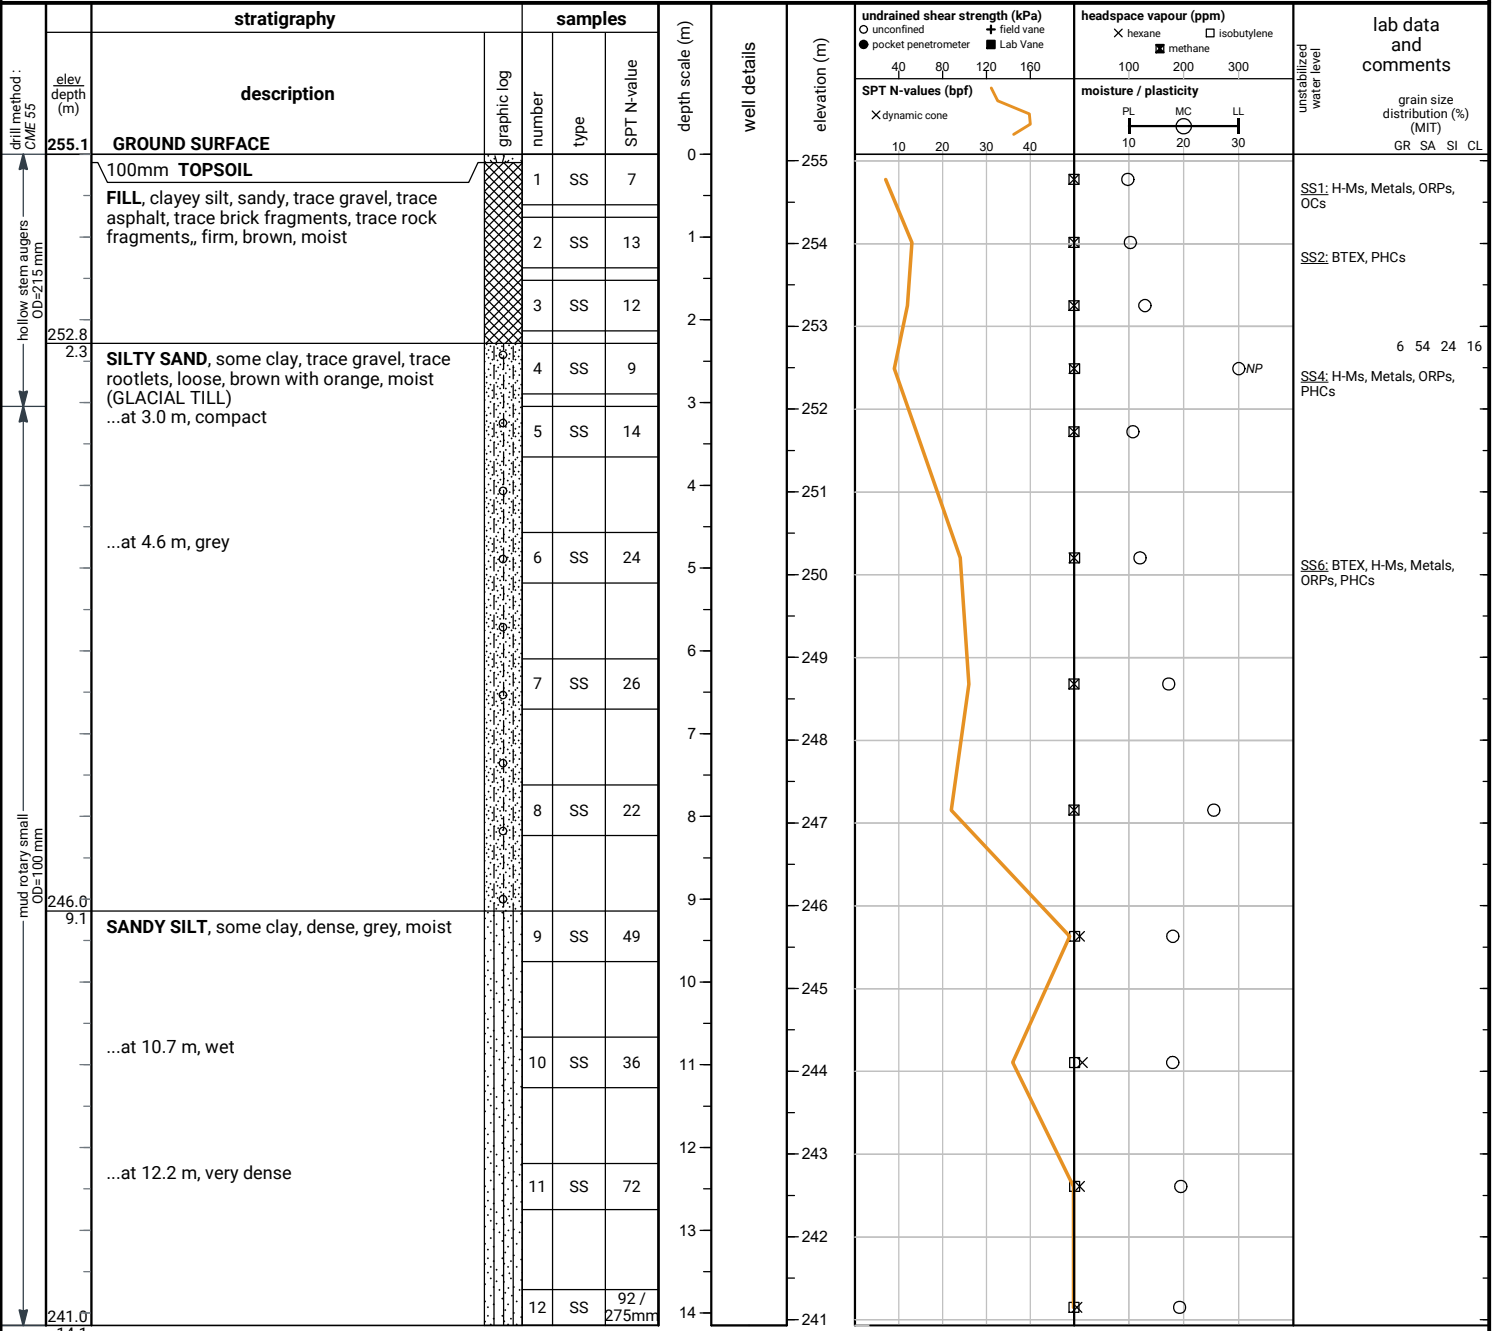 stratigraphy
samples
drill method :
CME 55
elev
depth
(m)
description
graphic log
number
type
SPT N-value
depth scale (m)
well details
elevation (m)
undrained shear strength (kPa)
unconfined
field vane
pocket penetrometer
Lab Vane
40 80 120 160
SPT N-values (bpf)
dynamic cone
10 20 30 40
headspace vapour (ppm)
hexane
isobutylene
methane
100 200 300
moisture / plasticity
PL MC LL
10 20 30
unstabilized
water level
lab data
and
comments
grain size
distribution (%)
(MIT)
GR SA SI CL
255.1
GROUND SURFACE
100mm TOPSOIL
FILL, clayey silt, sandy, trace gravel, trace
asphalt, trace brick fragments, trace rock
fragments,, firm, brown, moist
252.8
2.3
SILTY SAND, some clay, trace gravel, trace
rootlets, loose, brown with orange, moist
(GLACIAL TILL)
...at 3.0 m, compact
...at 4.6 m, grey
246.0
9.1
SANDY SILT, some clay, dense, grey, moist
...at 10.7 m, wet
...at 12.2 m, very dense
241.0
14.1
hollow stem augers
OD=215 mm
mud rotary small
OD=100 mm
1 SS 7
2 SS 13
3 SS 12
4 SS 9
5 SS 14
6 SS 24
7 SS 26
8 SS 22
9 SS 49
10 SS 36
11 SS 72
12 SS 92 /
275mm
0
1
2
3
4
5
6
7
8
9
10
11
12
13
14
255
254
253
252
251
250
249
248
247
246
245
244
243
242
241
NP
SS1: H-Ms, Metals, ORPs,
OCs
SS2: BTEX, PHCs
6 54 24 16
SS4: H-Ms, Metals, ORPs,
PHCs
SS6: BTEX, H-Ms, Metals,
ORPs, PHCs